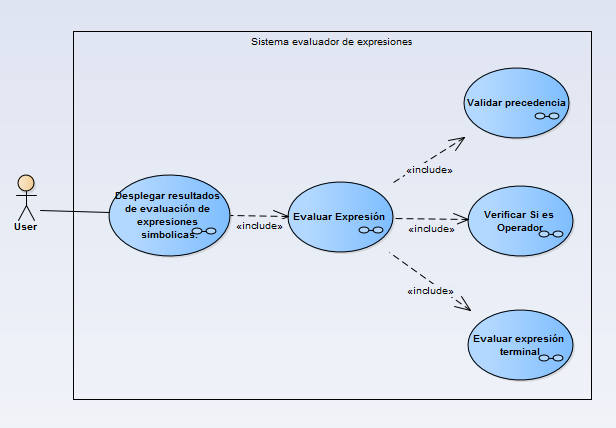 Sistema evaluador de expresiones
Validar precedencia
«include»
Desplegar resultados
de evaluación de
expresiones
simbolicas.
Evaluar Expresión
Verificar Si es
Operador
«include»
«include»
User
«include»
Evaluar expresión
terminal